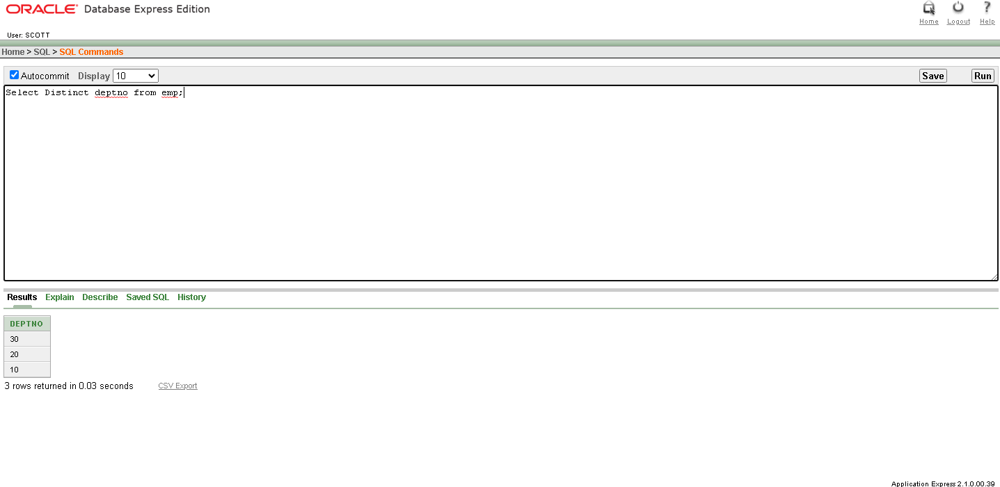 ORACLE Database Express Edition
Home Logout Help
User: SCOTT
Home > SQL > SQL Commands
Autocommit Display 10 Save Run
Select Distinct deptno from emp;
Results Explain Describe Saved SQL History
DEPTNO
30
20
10
3 rows returned in 0.03 seconds CSV Export
Application Express 2.1.0.00.39